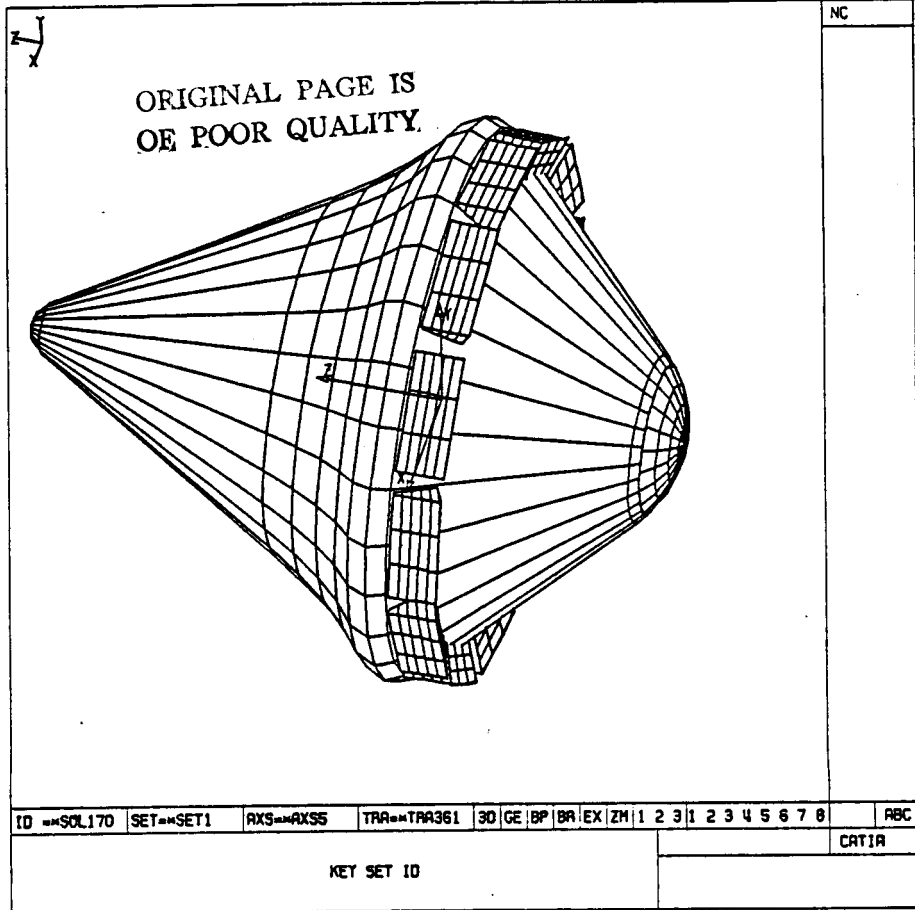 NC
Y
Z
X
ORIGINAL PAGE IS
OE POOR QUALITY
Z
ID =*SOL170 SET=*SET1 AXS=*AXS5 TRA=*TRA361 3D GE BP BR EX ZM 1 2 3 1 2 3 4 5 6 7 8 ABC
CATIA
KEY SET ID